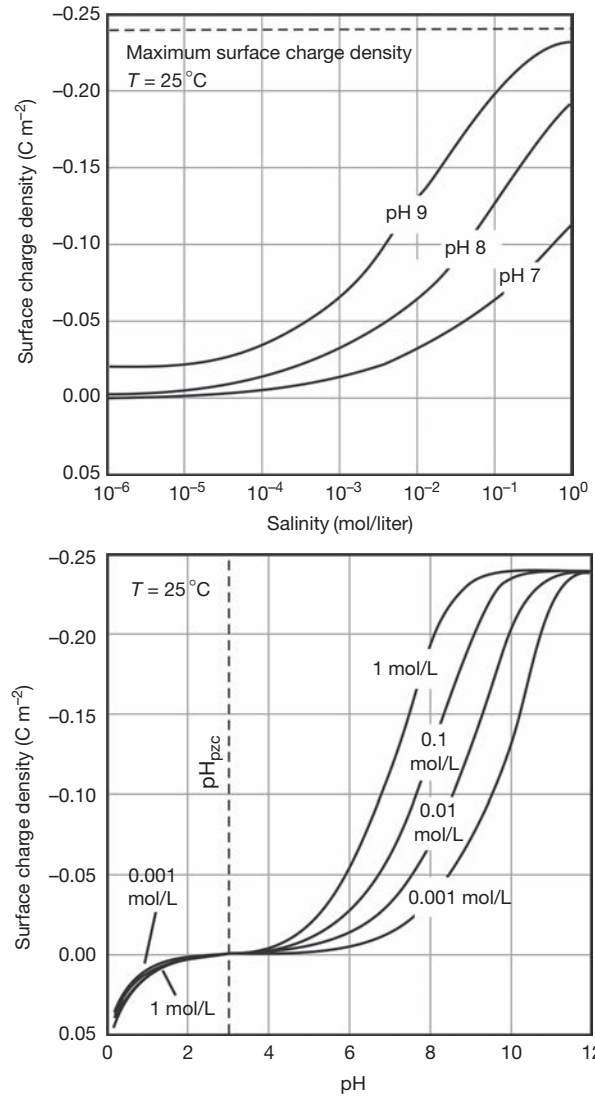 −0.25
−0.20
−0.15
−0.10
−0.05
0.00
0.05
Surface charge density (C m⁻²)
Maximum surface charge density
T = 25 °C
pH 9
pH 8
pH 7
10⁻⁶ 10⁻⁵ 10⁻⁴ 10⁻³ 10⁻² 10⁻¹ 10⁰
Salinity (mol/liter)
−0.25
−0.20
−0.15
−0.10
−0.05
0.00
0.05
Surface charge density (C m⁻²)
T = 25 °C
pHpzc
1 mol/L
0.1
mol/L
0.01
mol/L
0.001 mol/L
0.001
mol/L
1 mol/L
0 2 4 6 8 10 12
pH